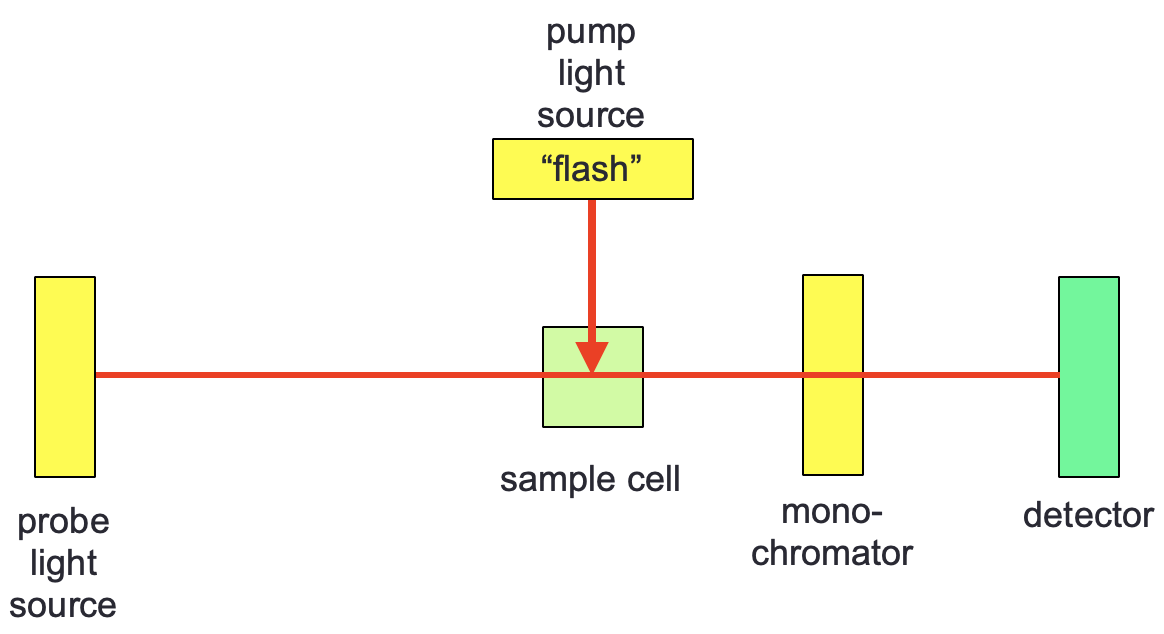 pump
light
source
“flash”
sample cell
probe
light
source
mono-
chromator
detector